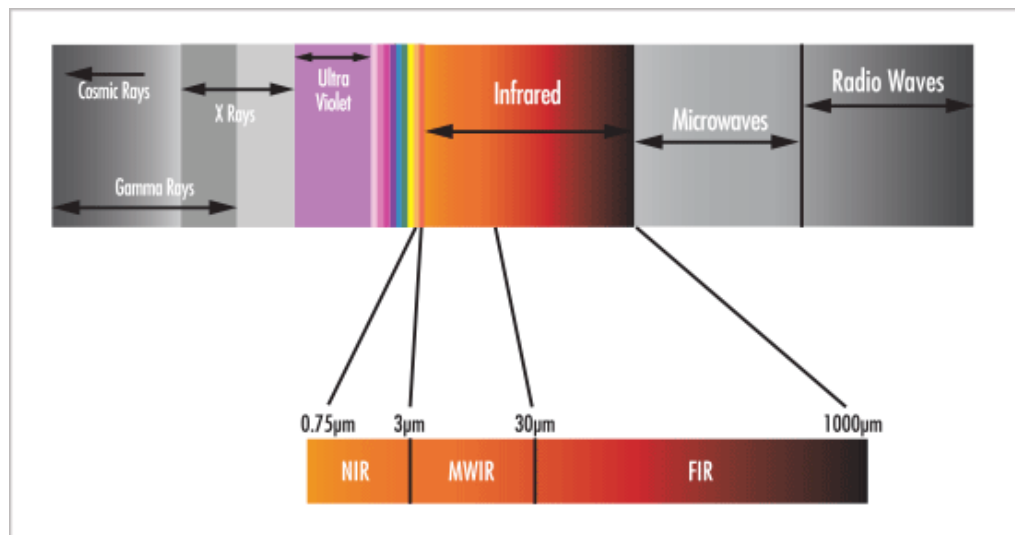 Cosmic Rays
X Rays
Gamma Rays
Ultra
Violet
Infrared
Microwaves
Radio Waves
0.75µm
3µm
30µm
1000µm
NIR
MWIR
FIR